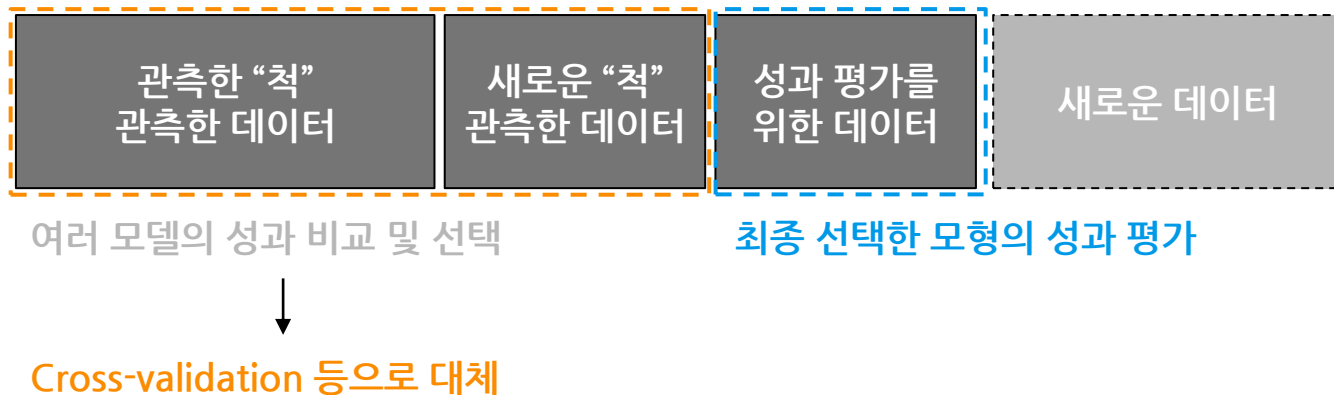 관측한 “척”
관측한 데이터
새로운 “척”
관측한 데이터
성과 평가를
위한 데이터
새로운 데이터
여러 모델의 성과 비교 및 선택
최종 선택한 모형의 성과 평가
Cross-validation 등으로 대체